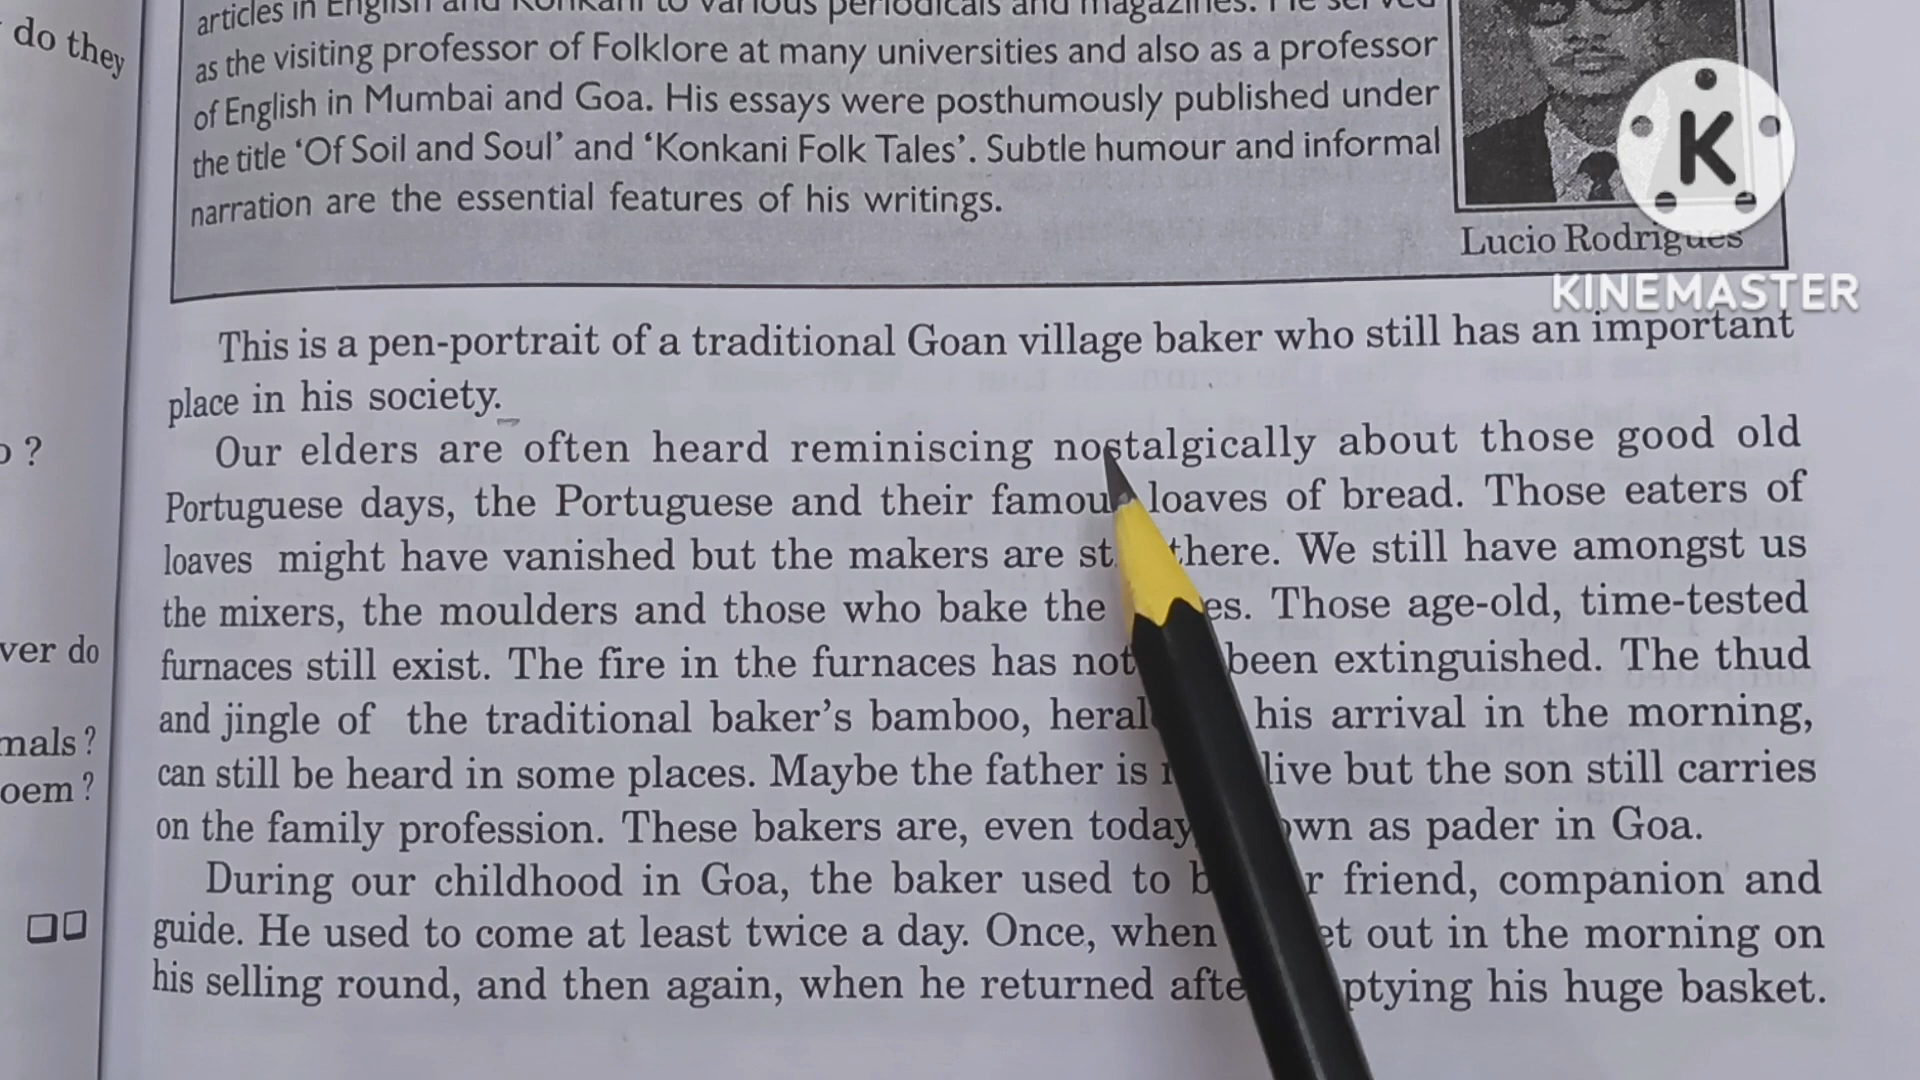 do they
articles in English and Konkani to various periodicals and magazines. He served
as the visiting professor of Folklore at many universities and also as a professor
of English in Mumbai and Goa. His essays were posthumously published under
the title ‘Of Soil and Soul’ and ‘Konkani Folk Tales’. Subtle humour and informal
narration are the essential features of his writings.
K
Lucio Rodrigues
KINEMASTER
This is a pen-portrait of a traditional Goan village baker who still has an important
place in his society.
Our elders are often heard reminiscing nostalgically about those good old
Portuguese days, the Portuguese and their famous loaves of bread. Those eaters of
loaves might have vanished but the makers are there. We still have amongst us
the mixers, the moulders and those who bake the Those age-old, time-tested
furnaces still exist. The fire in the furnaces has not been extinguished. The thud
and jingle of the traditional baker’s bamboo, his arrival in the morning,
can still be heard in some places. Maybe the father is but the son still carries
on the family profession. These bakers are, even today, as pader in Goa.
During our childhood in Goa, the baker used to friend, companion and
guide. He used to come at least twice a day. Once, when out in the morning on
his selling round, and then again, when he returned his huge basket.
?
ver do
mals ?
oem ?